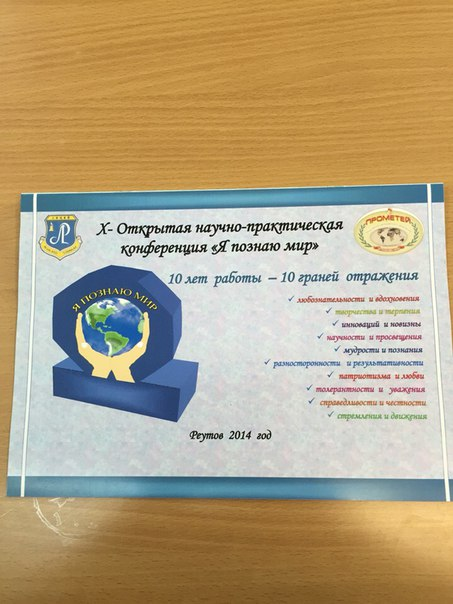 X- Открытая научно-практическая
конференция «Я познаю мир»
ПРОМЕТЕЙ
10 лет работы – 10 граней отражения
Я ПОЗНАЮ МИР
✓ любознательности и вдохновения
✓ творчества и терпения
✓ инноваций и новизны
✓ научности и просвещения
✓ мудрости и познания
✓ разносторонности и результативности
✓ патриотизма и любви
✓ толерантности и уважения
✓ справедливости и честности
✓ стремления и движения
Реутов 2014 год